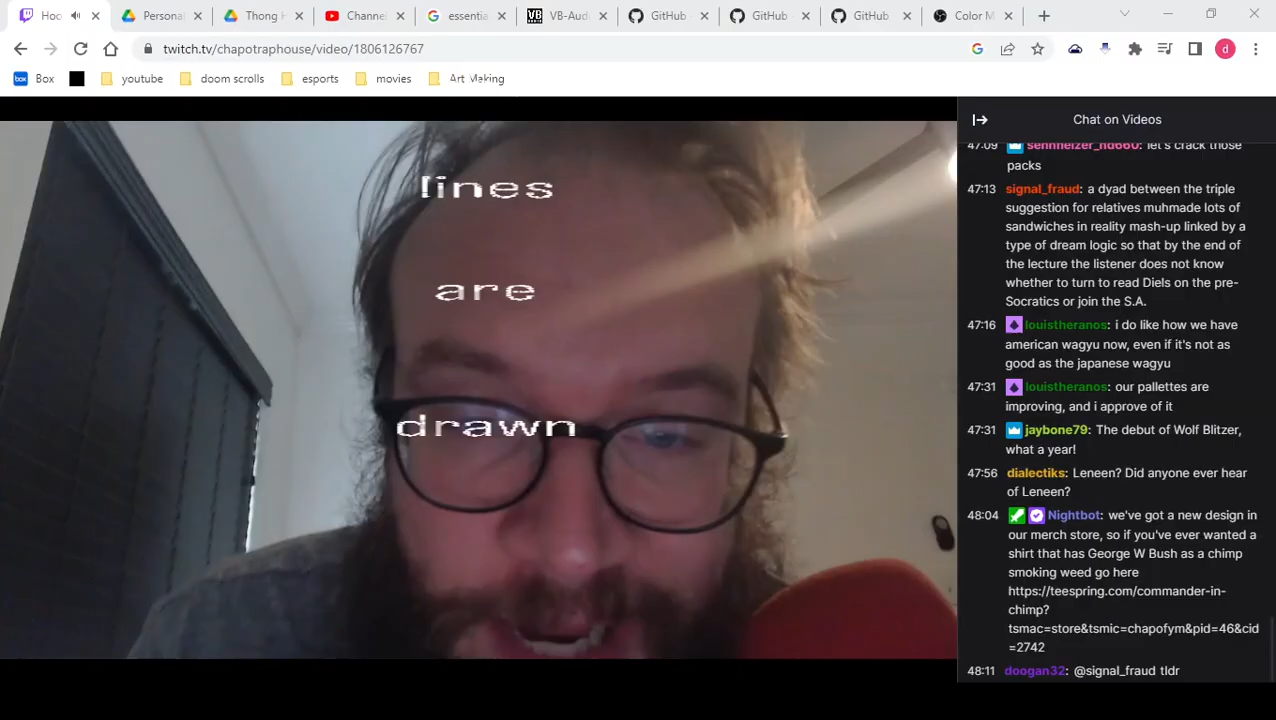 Hoo
Personal
Thong H
Channe
essentia
VB-Aud
GitHub
GitHub
GitHub
Color M
twitch.tv/chapotraphouse/video/1806126767
d
box Box
youtube
doom scrolls
esports
movies
Art Making
lines
are
drawn
Chat on Videos
47:09 sennheizer_hd660: let's crack those
packs
47:13 signal_fraud: a dyad between the triple
suggestion for relatives muhmade lots of
sandwiches in reality mash-up linked by a
type of dream logic so that by the end of
the lecture the listener does not know
whether to turn to read Diels on the pre-
Socratics or join the S.A.
47:16 louistheranos: i do like how we have
american wagyu now, even if it's not as
good as the japanese wagyu
47:31 louistheranos: our pallettes are
improving, and i approve of it
47:31 jaybone79: The debut of Wolf Blitzer,
what a year!
47:56 dialectiks: Leneen? Did anyone ever hear
of Leneen?
48:04 Nightbot: we've got a new design in
our merch store, so if you've ever wanted a
shirt that has George W Bush as a chimp
smoking weed go here
https://teespring.com/commander-in-
chimp?
tsmac=store&tsmic=chapofym&pid=46&cid
=2742
48:11 doogan32: @signal_fraud tldr